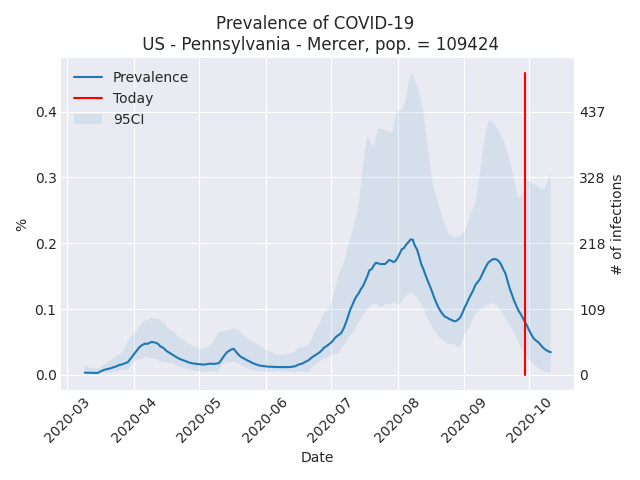 Prevalence of COVID-19
US - Pennsylvania - Mercer, pop. = 109424
Prevalence
Today
95CI
0.4
0.3
0.2
0.1
0.0
%
437
328
218
109
0
# of infections
2020-03
2020-04
2020-05
2020-06
2020-07
2020-08
2020-09
2020-10
Date